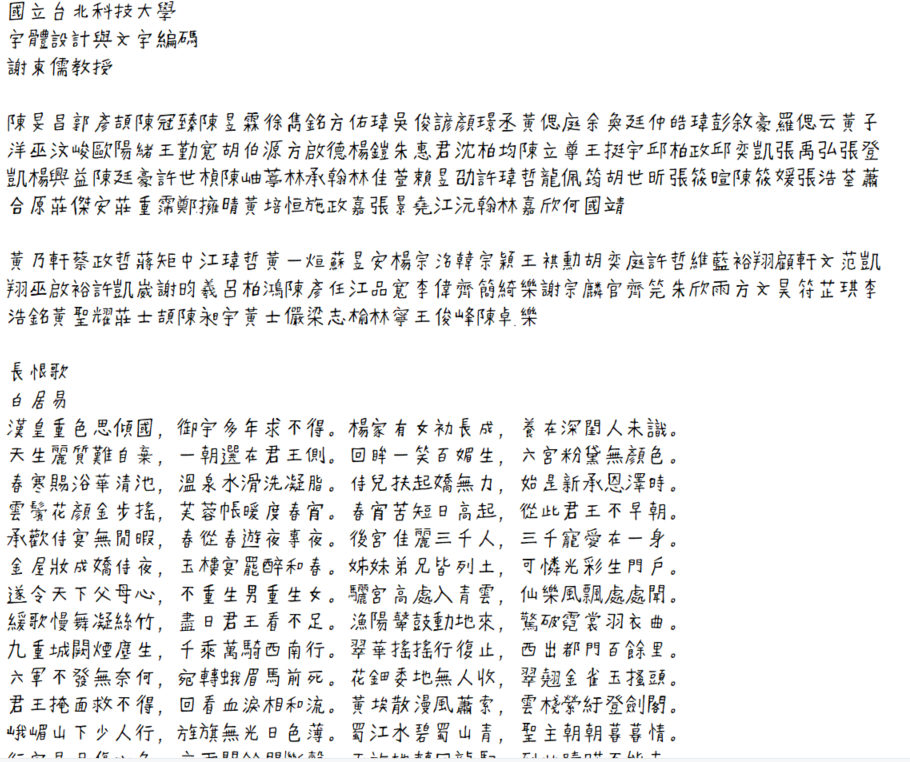 國立台北科技大學
字體設計與文字編碼
謝東儒教授
陳旻昌郭彥頡陳冠臻陳昱霖徐雋銘方佑瑋吳俊諺顏璟丞黃偲庭余奐廷仲皓瑋彭敘豪羅偲云黃子
洋巫汶峻歐陽緒王勤寬胡伯源方啟德楊鎧朱惠君沈柏均陳立尊王挺宇邱柏政邱奕凱張禹弘張登
凱楊興益陳廷豪許世楨陳岫蓴林承翰林佳萱賴昱劭許瑋哲龍佩筠胡世昕張筱暄陳筱媛張浩荃蕭
合原莊傑安莊重霈鄭擁晴黃培恒施政嘉張景堯江沅翰林嘉欣何國靖
黃乃軒蔡政哲蔣矩中江瑋哲黃一烜蘇昱安楊宗洛韓宗穎王祺勳胡奕庭許哲維藍裕翔顧軒文范凱
翔巫啟裕許凱崴謝昀羲呂柏鴻陳彥任江品寬李偉齊簡綺樂謝宗麟官齊笎朱欣雨方文昊符芷琪李
浩銘黃聖耀莊士頡陳昶宇黃士儼梁志榆林寧王俊峰陳卓樂
長恨歌
白居易
漢皇重色思傾國，御宇多年求不得。楊家有女初長成，養在深閨人未識。
天生麗質難自棄，一朝選在君王側。回眸一笑百媚生，六宮粉黛無顏色。
春寒賜浴華清池，溫泉水滑洗凝脂。侍兒扶起嬌無力，始是新承恩澤時。
雲鬢花顏金步搖，芙蓉帳暖度春宵。春宵苦短日高起，從此君王不早朝。
承歡侍宴無閒暇，春從春遊夜專夜。後宮佳麗三千人，三千寵愛在一身。
金屋妝成嬌侍夜，玉樓宴罷醉和春。姊妹弟兄皆列土，可憐光彩生門戶。
遂令天下父母心，不重生男重生女。驪宮高處入青雲，仙樂風飄處處聞。
緩歌慢舞凝絲竹，盡日君王看不足。漁陽鼙鼓動地來，驚破霓裳羽衣曲。
九重城闕煙塵生，千乘萬騎西南行。翠華搖搖行復止，西出都門百餘里。
六軍不發無奈何，宛轉蛾眉馬前死。花鈿委地無人收，翠翹金雀玉搔頭。
君王掩面救不得，回看血淚相和流。黃埃散漫風蕭索，雲棧縈紆登劍閣。
峨嵋山下少人行，旌旗無光日色薄。蜀江水碧蜀山青，聖主朝朝暮暮情。